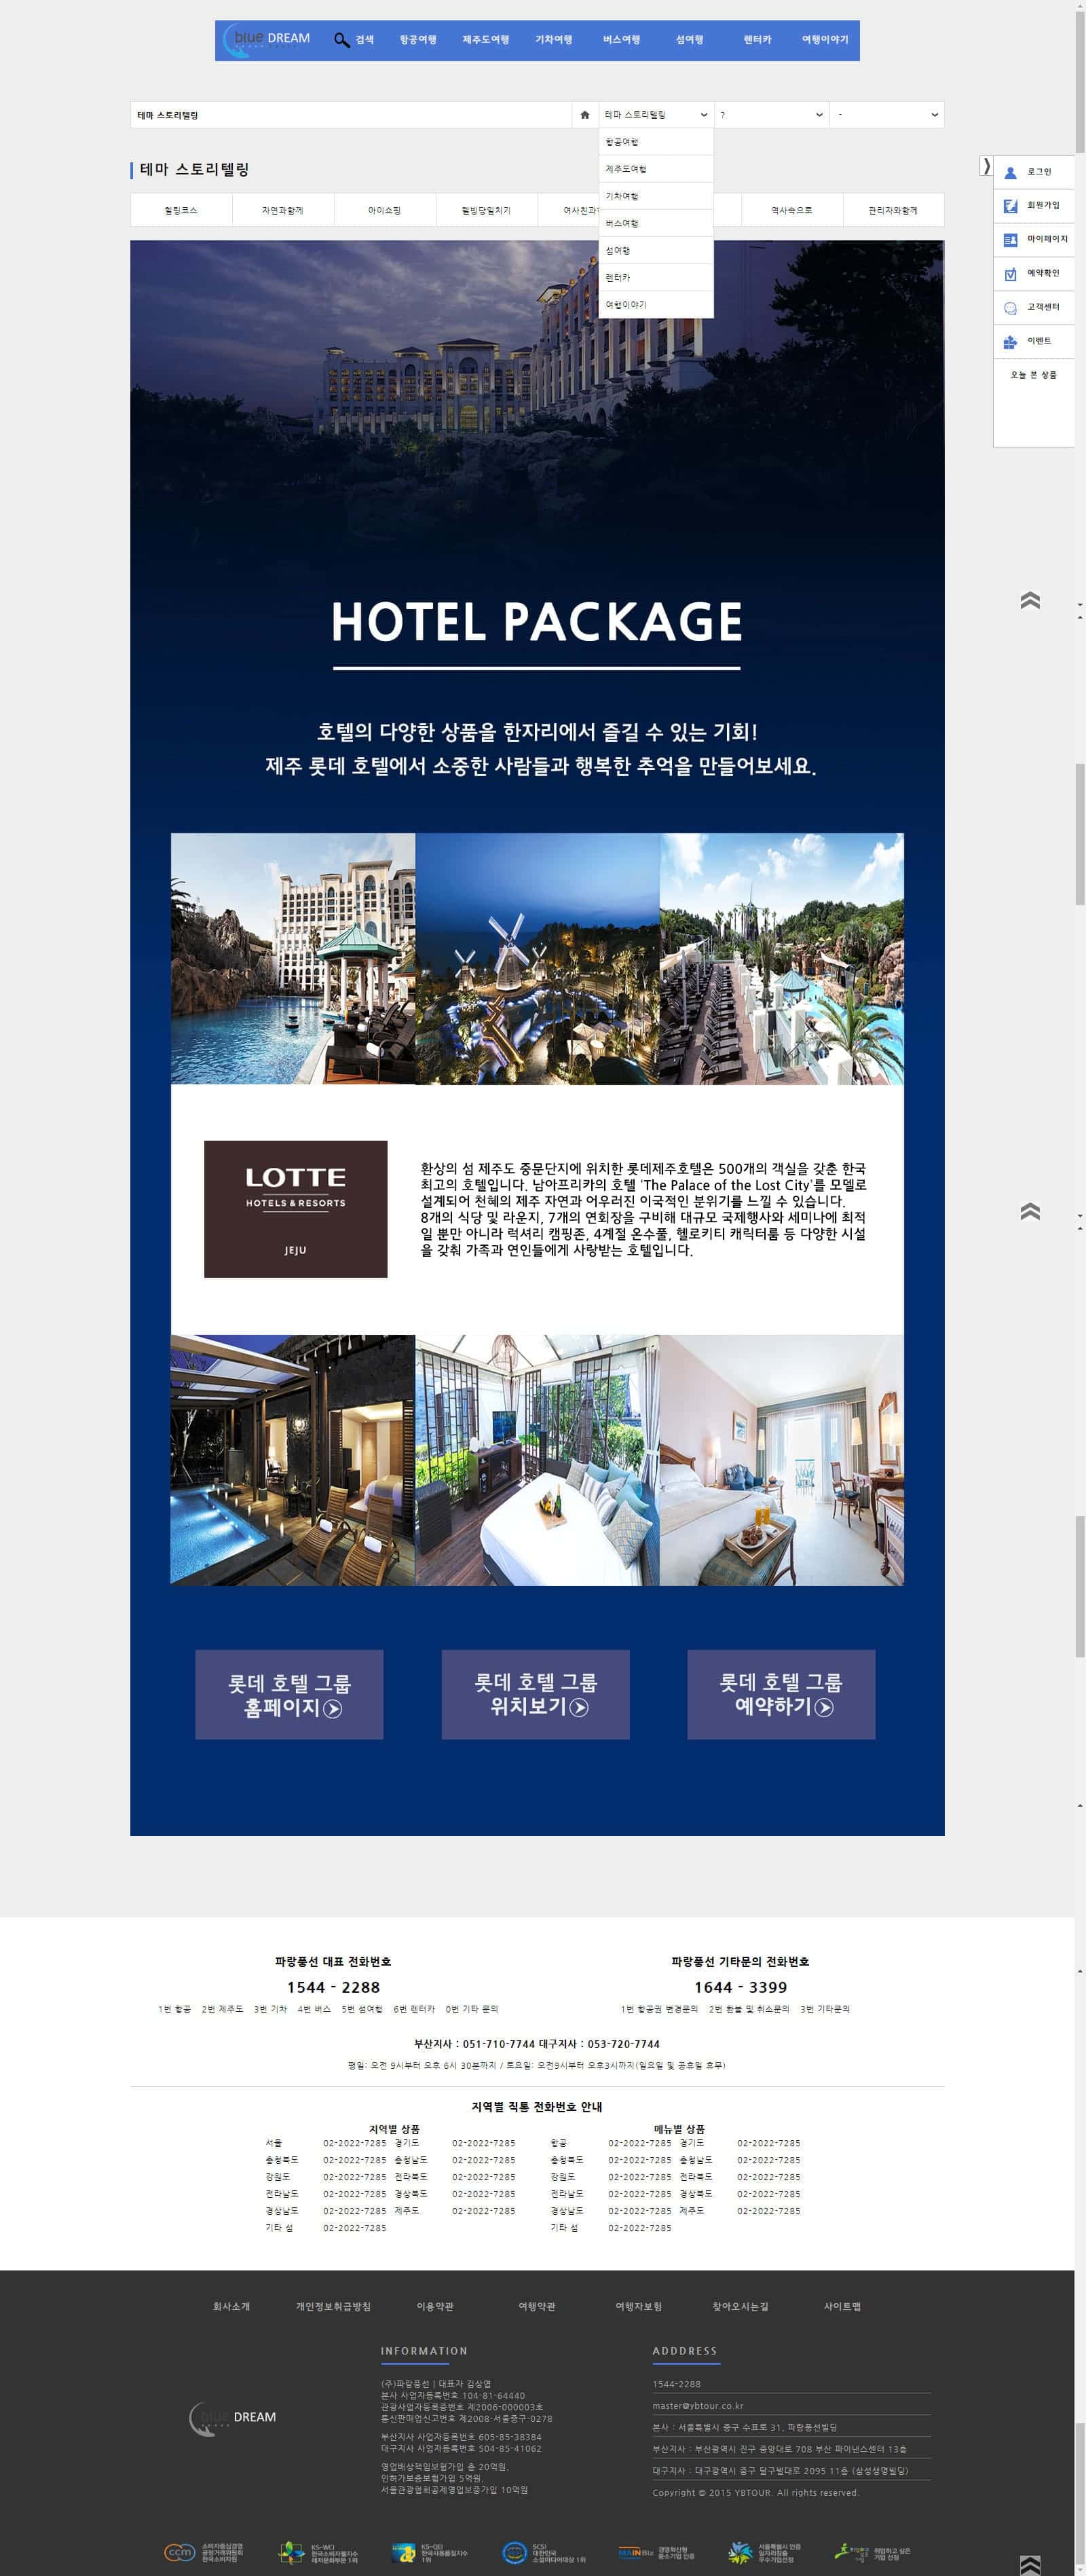 blue DREAM
검색 항공여행 제주도여행 기차여행 버스여행 섬여행 렌터카 여행이야기
테마 스토리텔링 테마 스토리텔링 ? -
항공여행
제주도여행
기차여행
버스여행
섬여행
렌터카
여행이야기
로그인
회원가입
마이페이지
예약확인
고객센터
이벤트
오늘 본 상품
테마 스토리텔링
힐링코스 자연과함께 아이쇼핑 웰빙당일치기 여사친과 역사속으로 관리자와함께
HOTEL PACKAGE
호텔의 다양한 상품을 한자리에서 즐길 수 있는 기회!
제주 롯데 호텔에서 소중한 사람들과 행복한 추억을 만들어보세요.
LOTTE
HOTELS & RESORTS
JEJU
환상의 섬 제주도 중문단지에 위치한 롯데제주호텔은 500개의 객실을 갖춘 한국
최고의 호텔입니다. 남아프리카의 호텔 ‘The Palace of the Lost City’를 모델로
설계되어 천혜의 제주 자연과 어우러진 이국적인 분위기를 느낄 수 있습니다.
8개의 식당 및 라운지, 7개의 연회장을 구비해 대규모 국제행사와 세미나에 최적
일 뿐만 아니라 럭셔리 캠핑존, 4계절 온수풀, 헬로키티 캐릭터룸 등 다양한 시설
을 갖춰 가족과 연인들에게 사랑받는 호텔입니다.
롯데 호텔 그룹
홈페이지
롯데 호텔 그룹
위치보기
롯데 호텔 그룹
예약하기
파랑풍선 대표 전화번호
1544 - 2288
1번 항공 2번 제주도 3번 기차 4번 버스 5번 섬여행 6번 렌터카 0번 기타 문의
파랑풍선 기타문의 전화번호
1644 - 3399
1번 항공권 변경문의 2번 환불 및 취소문의 3번 기타문의
부산지사 : 051-710-7744 대구지사 : 053-720-7744
평일: 오전 9시부터 오후 6시 30분까지 / 토요일: 오전9시부터 오후3시까지(일요일 및 공휴일 휴무)
지역별 직통 전화번호 안내
지역별 상품
서울 02-2022-7285 경기도 02-2022-7285
충청북도 02-2022-7285 충청남도 02-2022-7285
강원도 02-2022-7285 전라북도 02-2022-7285
전라남도 02-2022-7285 경상북도 02-2022-7285
경상남도 02-2022-7285 제주도 02-2022-7285
기타 섬 02-2022-7285
메뉴별 상품
항공 02-2022-7285 경기도 02-2022-7285
충청북도 02-2022-7285 충청남도 02-2022-7285
강원도 02-2022-7285 전라북도 02-2022-7285
전라남도 02-2022-7285 경상북도 02-2022-7285
경상남도 02-2022-7285 제주도 02-2022-7285
기타 섬 02-2022-7285
회사소개 개인정보취급방침 이용약관 여행약관 여행자보험 찾아오시는길 사이트맵
blue DREAM
INFORMATION
(주)파랑풍선 | 대표자 김상엽
본사 사업자등록번호 104-81-64440
관광사업자등록증번호 제2006-000003호
통신판매업신고번호 제2008-서울중구-0278
부산지사 사업자등록번호 605-85-38384
대구지사 사업자등록번호 504-85-41062
영업배상책임보험가입 총 20억원,
인허가보증보험가입 5억원,
서울관광협회공제영업보증가입 10억원
ADDDRESS
1544-2288
master@ybtour.co.kr
본사 : 서울특별시 중구 수표로 31, 파랑풍선빌딩
부산지사 : 부산광역시 진구 중앙대로 708 부산 파이낸스센터 13층
대구지사 : 대구광역시 중구 달구벌대로 2095 11층 (삼성생명빌딩)
Copyright © 2015 YBTOUR. All rights reserved.
ccm 소비자중심경영
공정거래위원회
한국소비자원
KS-WCI
한국소비자웰빙지수
레저문화부문 1위
KS-QEI
한국사용품질지수
1위
SCSI
대한민국
소셜미디어대상 1위
MAIN Biz 경영혁신형
중소기업 인증
서울특별시 인증
일자리창출
우수기업선정
취업하고 싶은
기업 선정